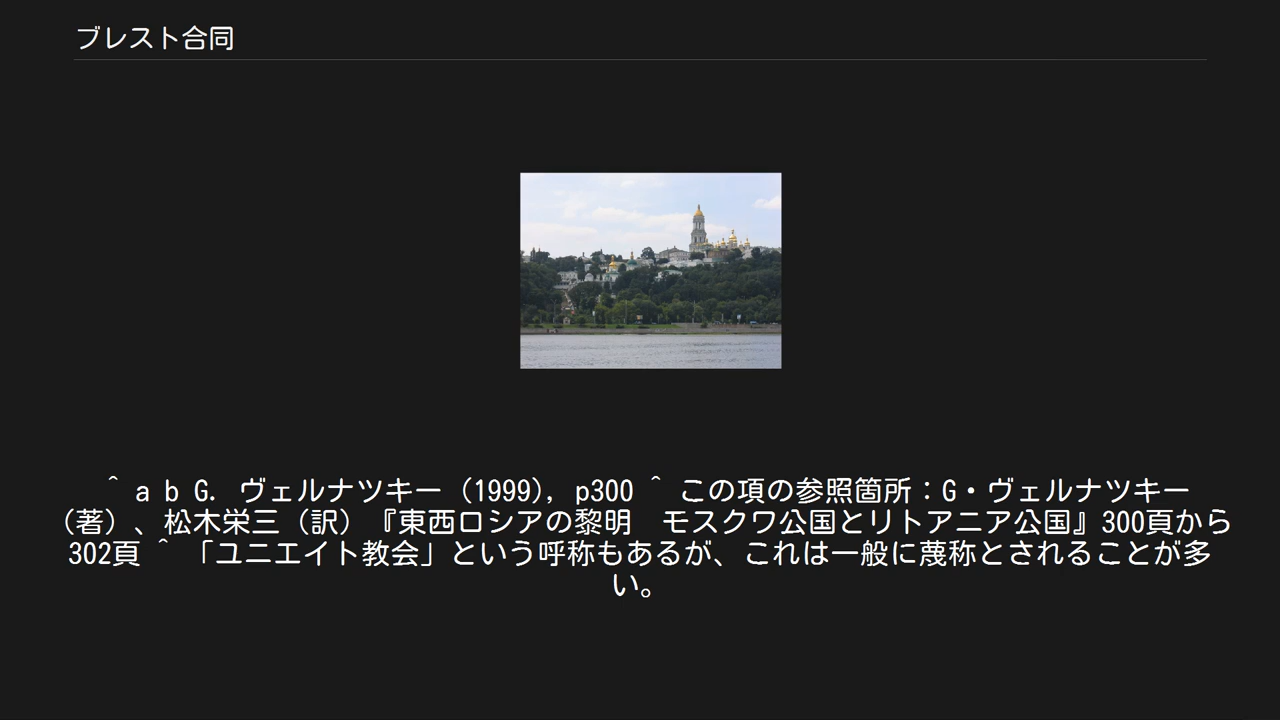 ブレスト合同
^ a b G. ヴェルナツキー（1999）, p300 ^ この項の参照箇所：G・ヴェルナツキー
（著）、松木栄三（訳）『東西ロシアの黎明　モスクワ公国とリトアニア公国』300頁から
302頁 ^ 「ユニエイト教会」という呼称もあるが、これは一般に蔑称とされることが多
い。